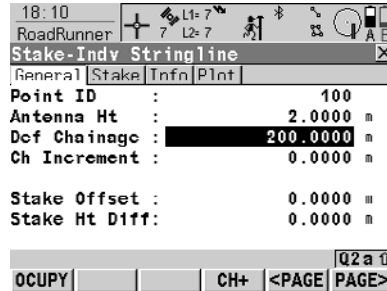 18:10
RoadRunner
L1= 7
7 L2= 7
A
Stake-Indv Stringline X
General Stake Info Plot
Point ID : 100
Antenna Ht : 2.0000 m
Def Chainage : 200.0000 m
Ch Increment : 0.0000 m
Stake Offset : 0.0000 m
Stake Ht Diff: 0.0000 m
Q2a
OCUPY CH+ <PAGE PAGE>